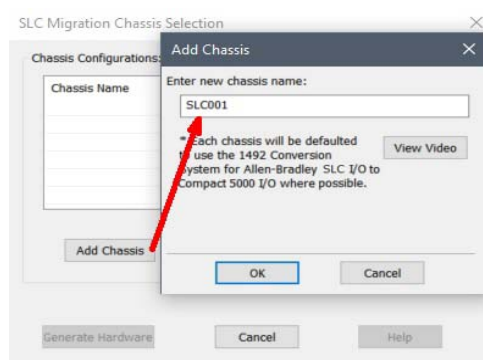 SLC Migration Chassis Selection
Chassis Configurations:
Chassis Name
Add Chassis
Generate Hardware
Cancel
Help
Add Chassis
Enter new chassis name:
SLC001
* Each chassis will be defaulted
to use the 1492 Conversion
System for Allen-Bradley SLC I/O to
Compact 5000 I/O where possible.
View Video
OK
Cancel